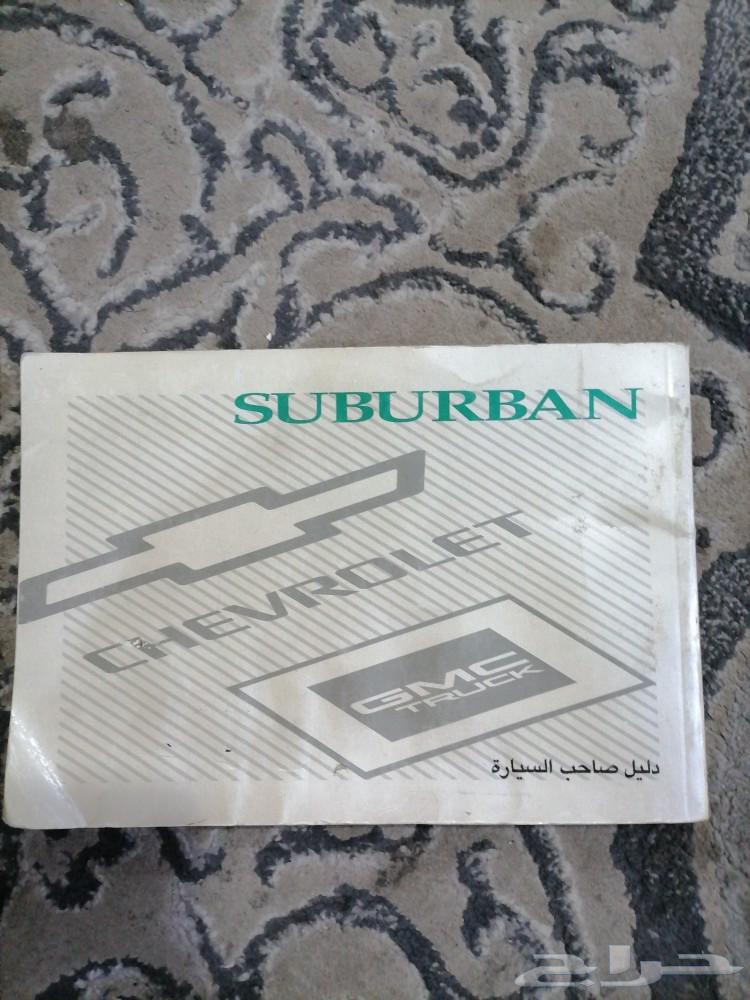 SUBURBAN
CHEVROLET
GMC
TRUCK
دليل صاحب السيارة
حراج